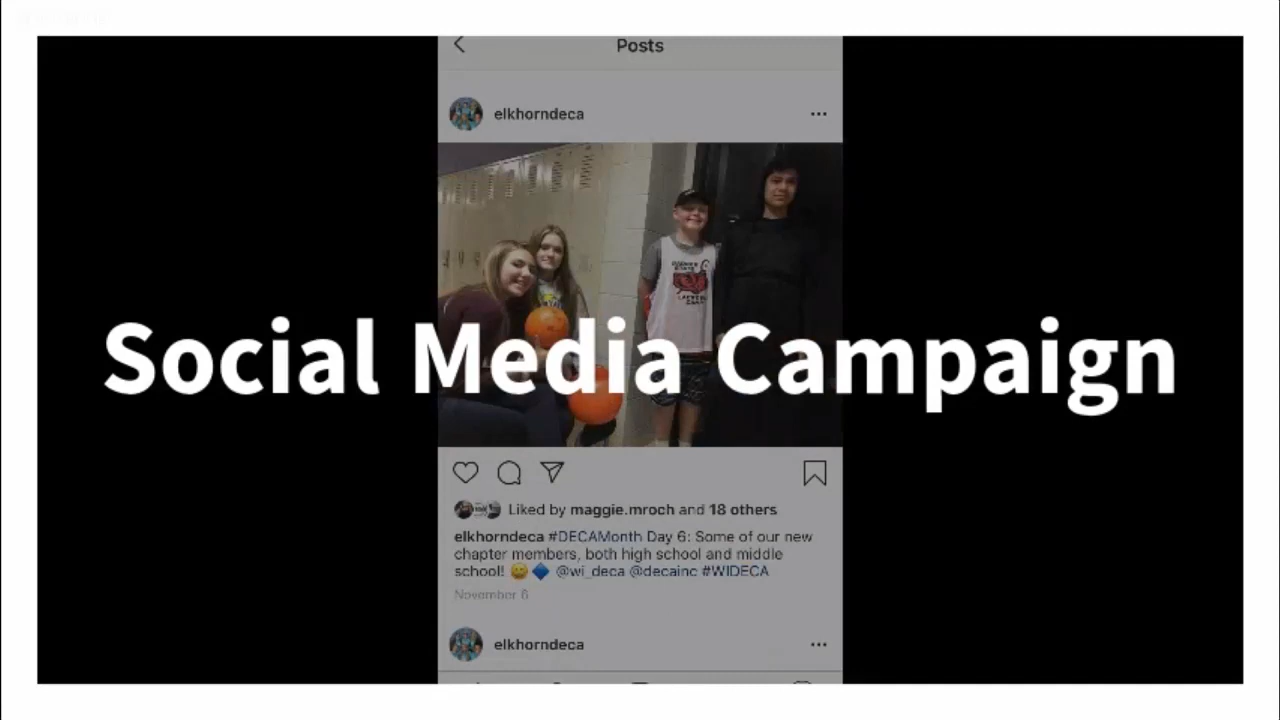 Posts
elkhorndeca
Social Media Campaign
Liked by maggie.mroch and 18 others
elkhorndeca #DECAMonth Day 6: Some of our new
chapter members, both high school and middle
school! 😀 🔷 @wi_deca @decainc #WIDECA
November 6
elkhorndeca